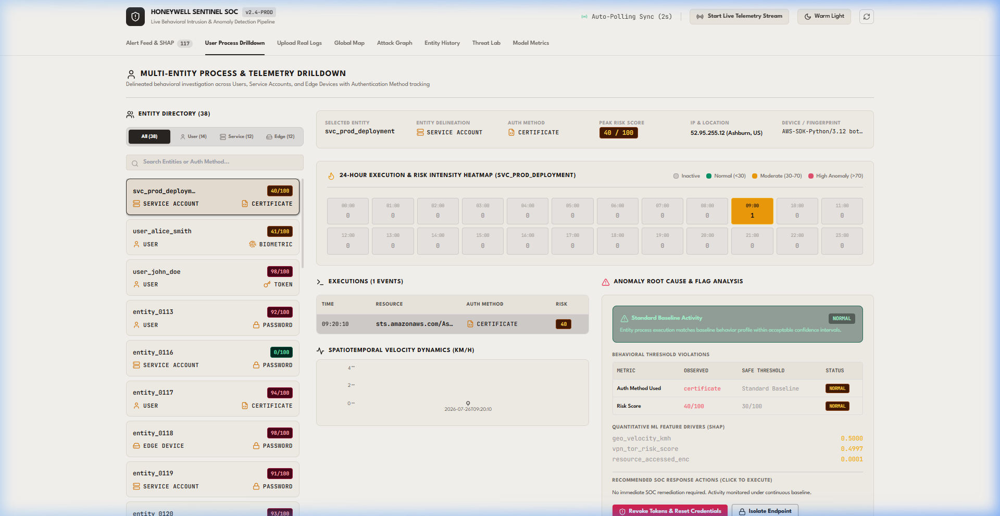 HONEYWELL SENTINEL SOC v2.4-PROD
Live Behavioral Intrusion & Anomaly Detection Pipeline
Auto-Polling Sync (2s)
Start Live Telemetry Stream
Warm Light
Alert Feed & SHAP 117
User Process Drilldown
Upload Real Logs
Global Map
Attack Graph
Entity History
Threat Lab
Model Metrics
MULTI-ENTITY PROCESS & TELEMETRY DRILLDOWN
Delineated behavioral investigation across Users, Service Accounts, and Edge Devices with Authentication Method tracking
ENTITY DIRECTORY (38)
All (38) User (14) Service (12) Edge (12)
Search Entities or Auth Method...
svc_prod_deploym… 40/100
SERVICE ACCOUNT CERTIFICATE
user_alice_smith 41/100
USER BIOMETRIC
user_john_doe 98/100
USER TOKEN
entity_0113 92/100
USER PASSWORD
entity_0116 0/100
SERVICE ACCOUNT PASSWORD
entity_0117 94/100
USER CERTIFICATE
entity_0118 98/100
EDGE DEVICE PASSWORD
entity_0119 91/100
SERVICE ACCOUNT PASSWORD
entity_0120 93/100
SELECTED ENTITY
svc_prod_deployment
ENTITY DELINEATION
SERVICE ACCOUNT
AUTH METHOD
CERTIFICATE
PEAK RISK SCORE
40 / 100
IP & LOCATION
52.95.255.12 (Ashburn, US)
DEVICE / FINGERPRINT
AWS-SDK-Python/3.12 bot…
24-HOUR EXECUTION & RISK INTENSITY HEATMAP (SVC_PROD_DEPLOYMENT)
Inactive Normal (<30) Moderate (30-70) High Anomaly (>70)
00:00 01:00 02:00 03:00 04:00 05:00 06:00 07:00 08:00 09:00 10:00 11:00
0 0 0 0 0 0 0 0 0 1 0 0
12:00 13:00 14:00 15:00 16:00 17:00 18:00 19:00 20:00 21:00 22:00 23:00
0 0 0 0 0 0 0 0 0 0 0 0
EXECUTIONS (1 EVENTS)
TIME RESOURCE AUTH METHOD RISK
09:20:10 sts.amazonaws.com/As… CERTIFICATE 40
SPATIOTEMPORAL VELOCITY DYNAMICS (KM/H)
4
2
0
2026-07-26T09:20:10
ANOMALY ROOT CAUSE & FLAG ANALYSIS
Standard Baseline Activity NORMAL
Entity process execution matches baseline behavior profile within acceptable confidence intervals.
BEHAVIORAL THRESHOLD VIOLATIONS
METRIC OBSERVED SAFE THRESHOLD STATUS
Auth Method Used certificate Standard Baseline NORMAL
Risk Score 40/100 30/100 NORMAL
QUANTITATIVE ML FEATURE DRIVERS (SHAP)
geo_velocity_kmh 0.5000
vpn_tor_risk_score 0.4997
resource_accessed_enc 0.0001
RECOMMENDED SOC RESPONSE ACTIONS (CLICK TO EXECUTE)
No immediate SOC remediation required. Activity monitored under continuous baseline.
Revoke Tokens & Reset Credentials
Isolate Endpoint